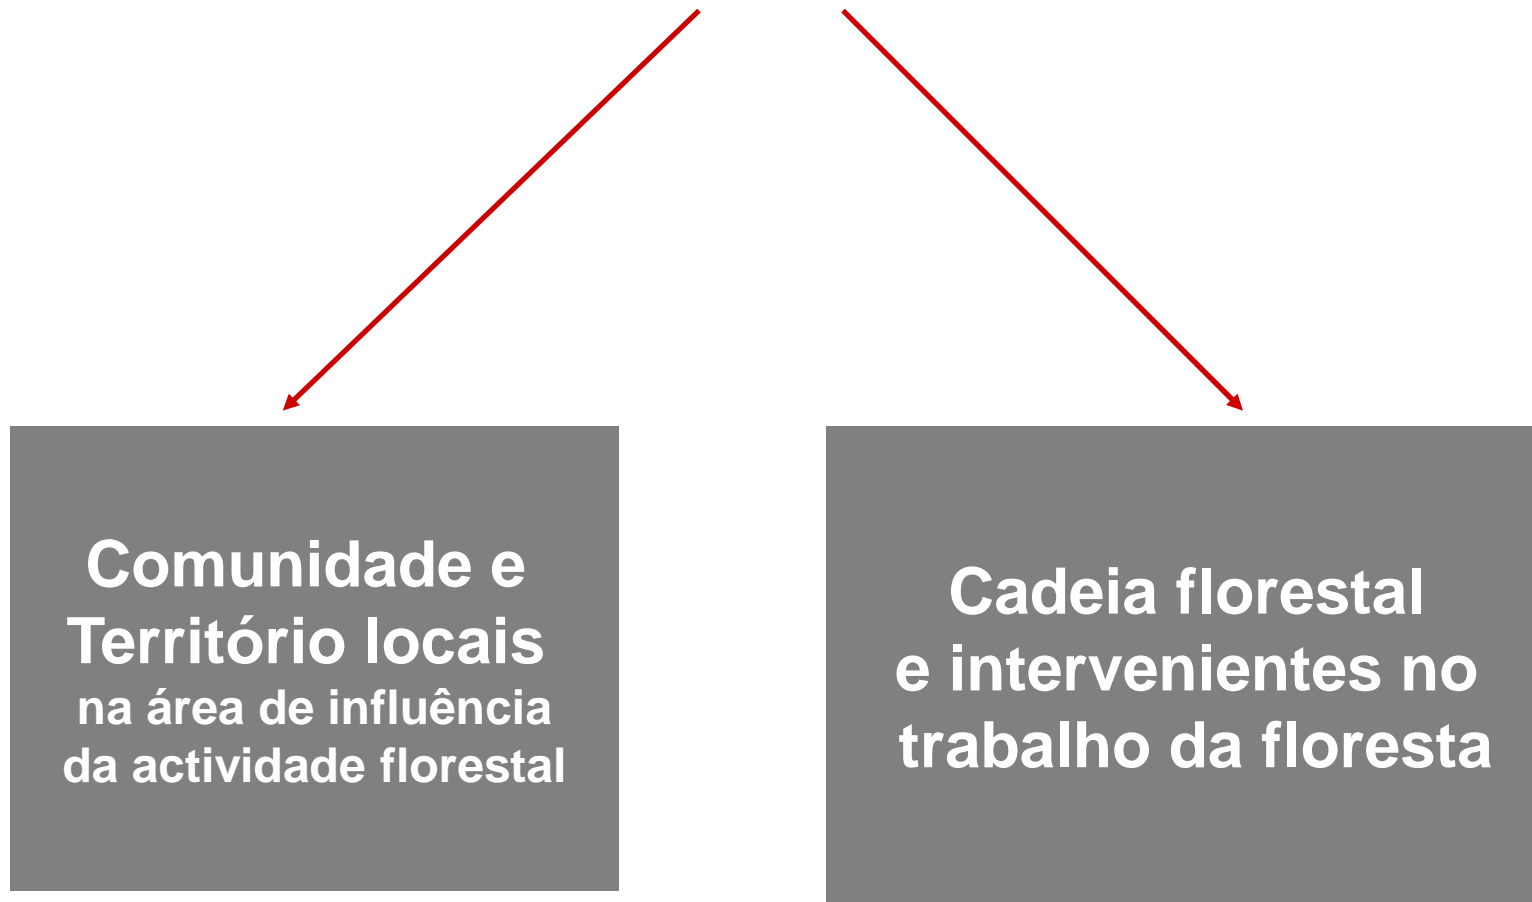 Comunidade e
Território locais
na área de influência
da actividade florestal
Cadeia florestal
e intervenientes no
trabalho da floresta